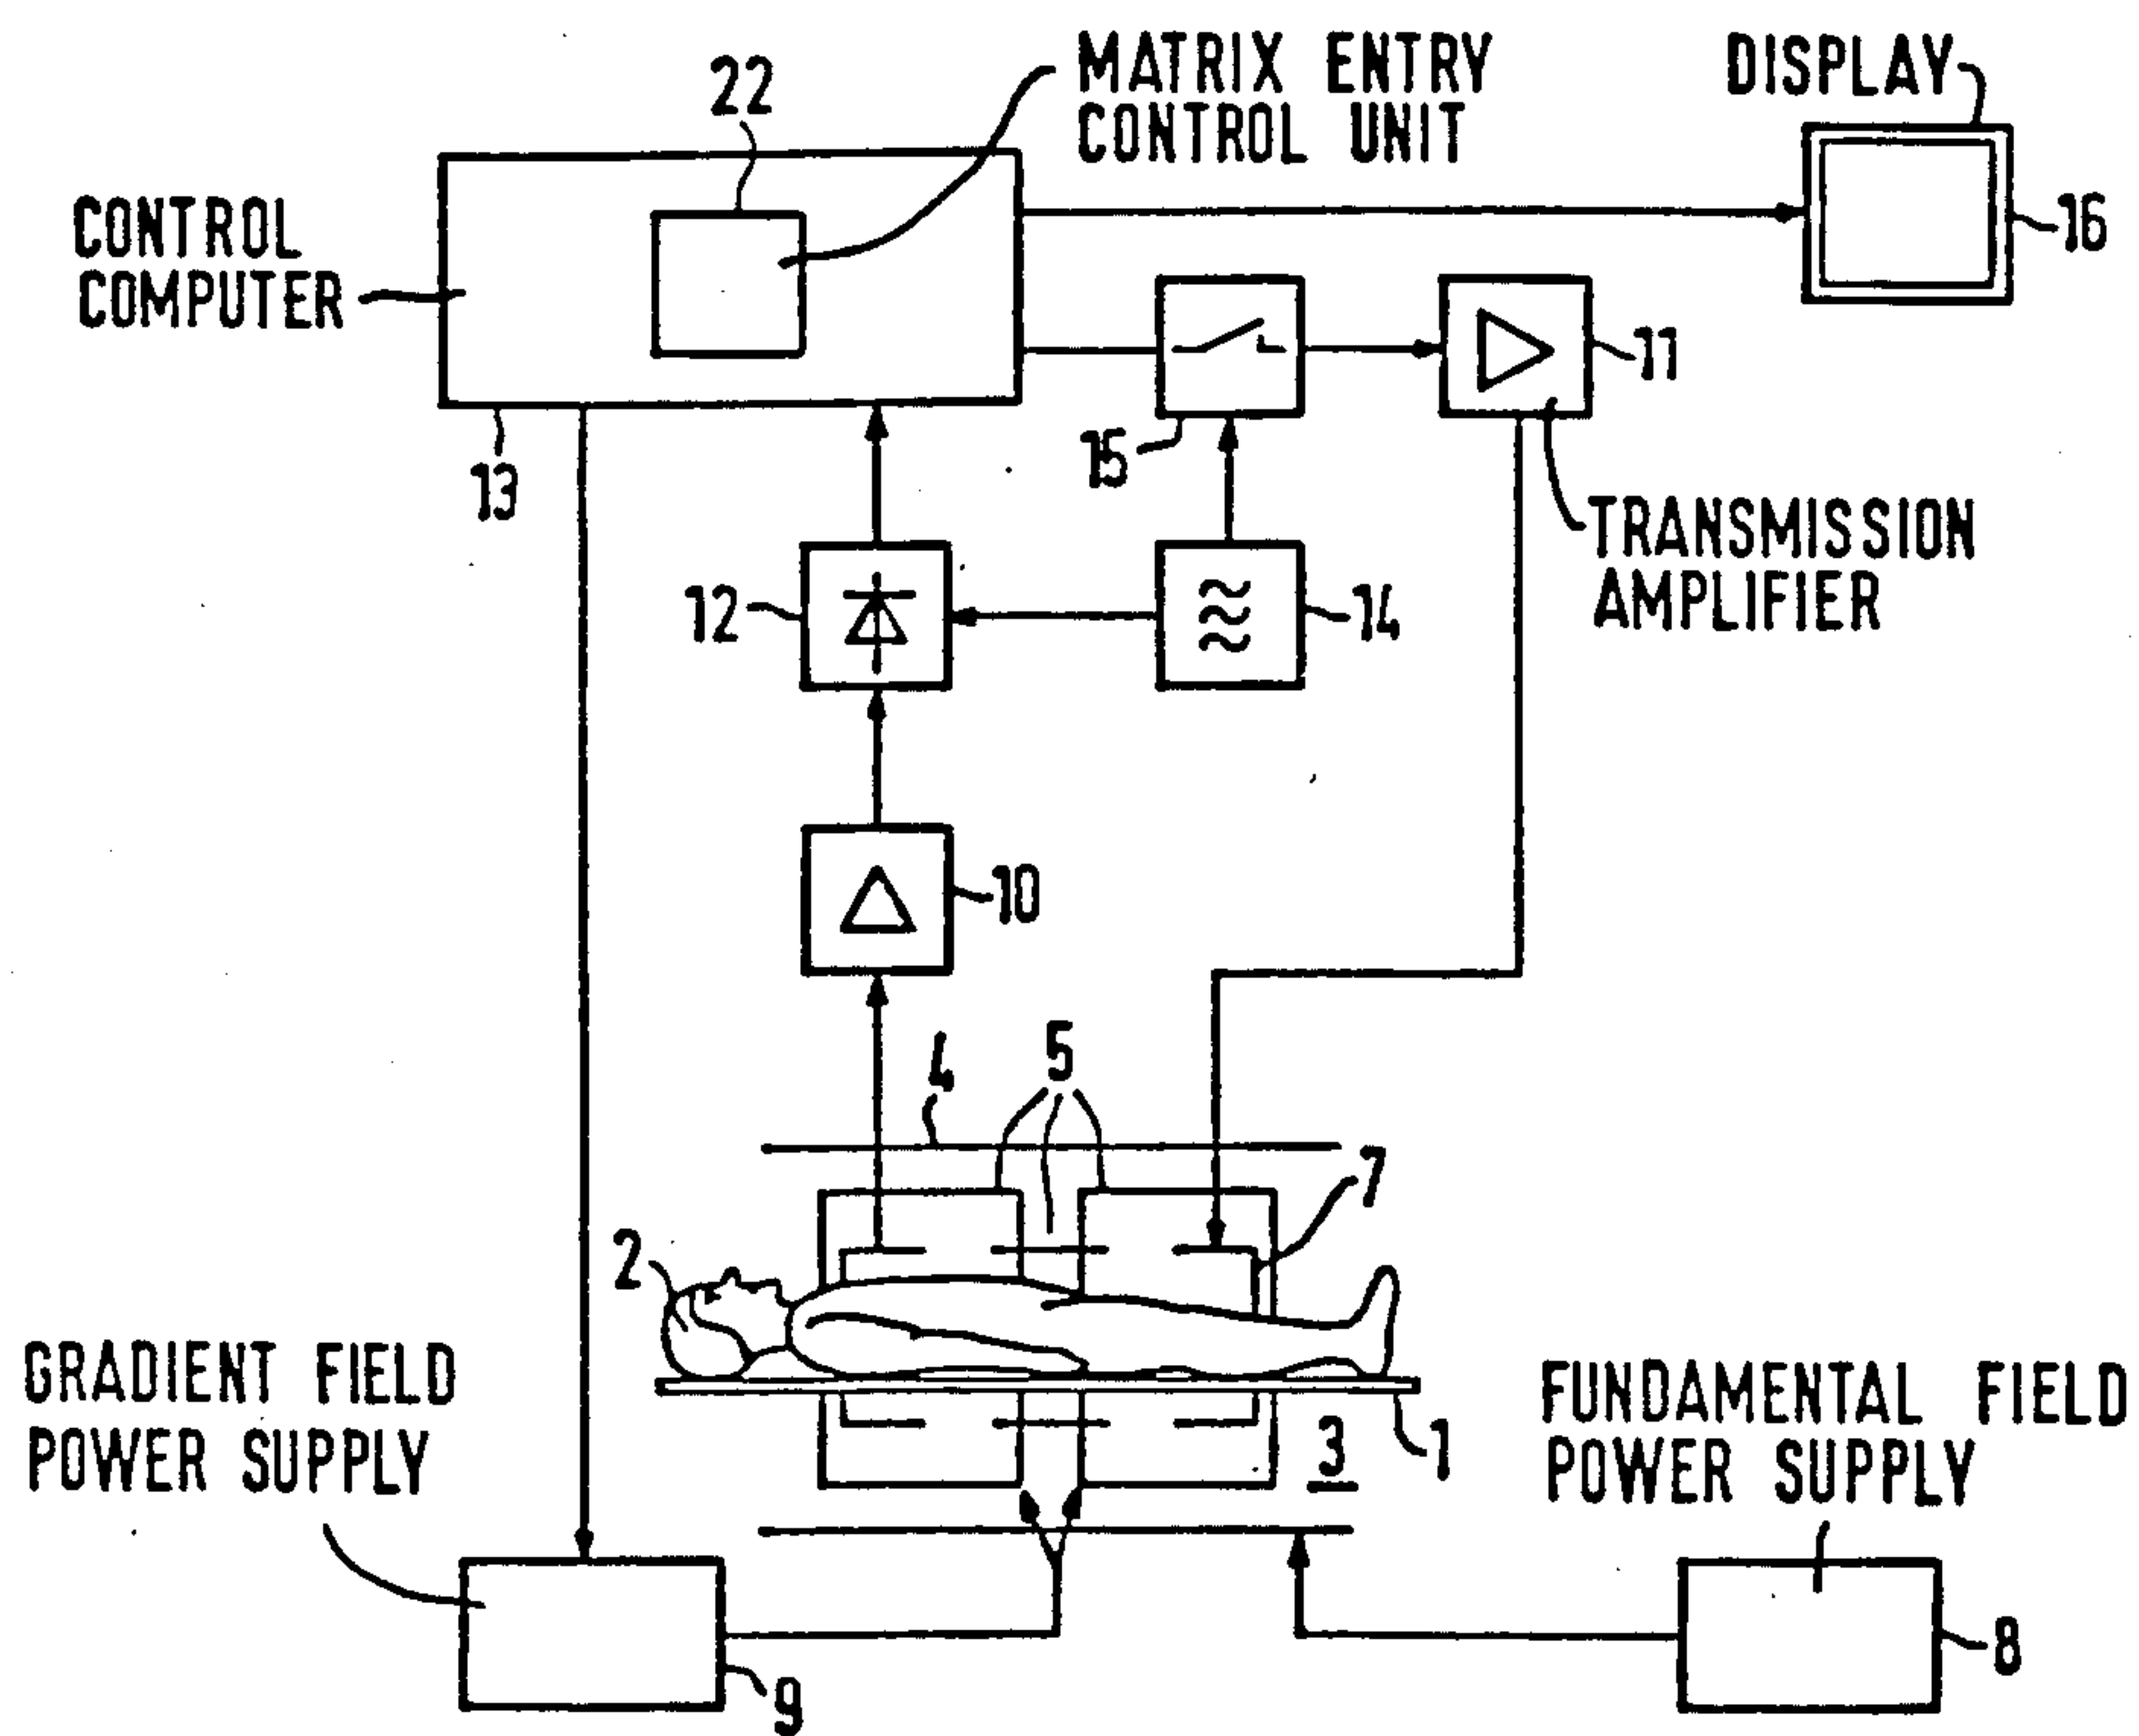 MATRIX ENTRY
CONTROL UNIT
DISPLAY
22
CONTROL
COMPUTER
16
11
15
13
TRANSMISSION
AMPLIFIER
12
14
10
4
5
7
2
GRADIENT FIELD
POWER SUPPLY
3
1
FUNDAMENTAL FIELD
POWER SUPPLY
9
8